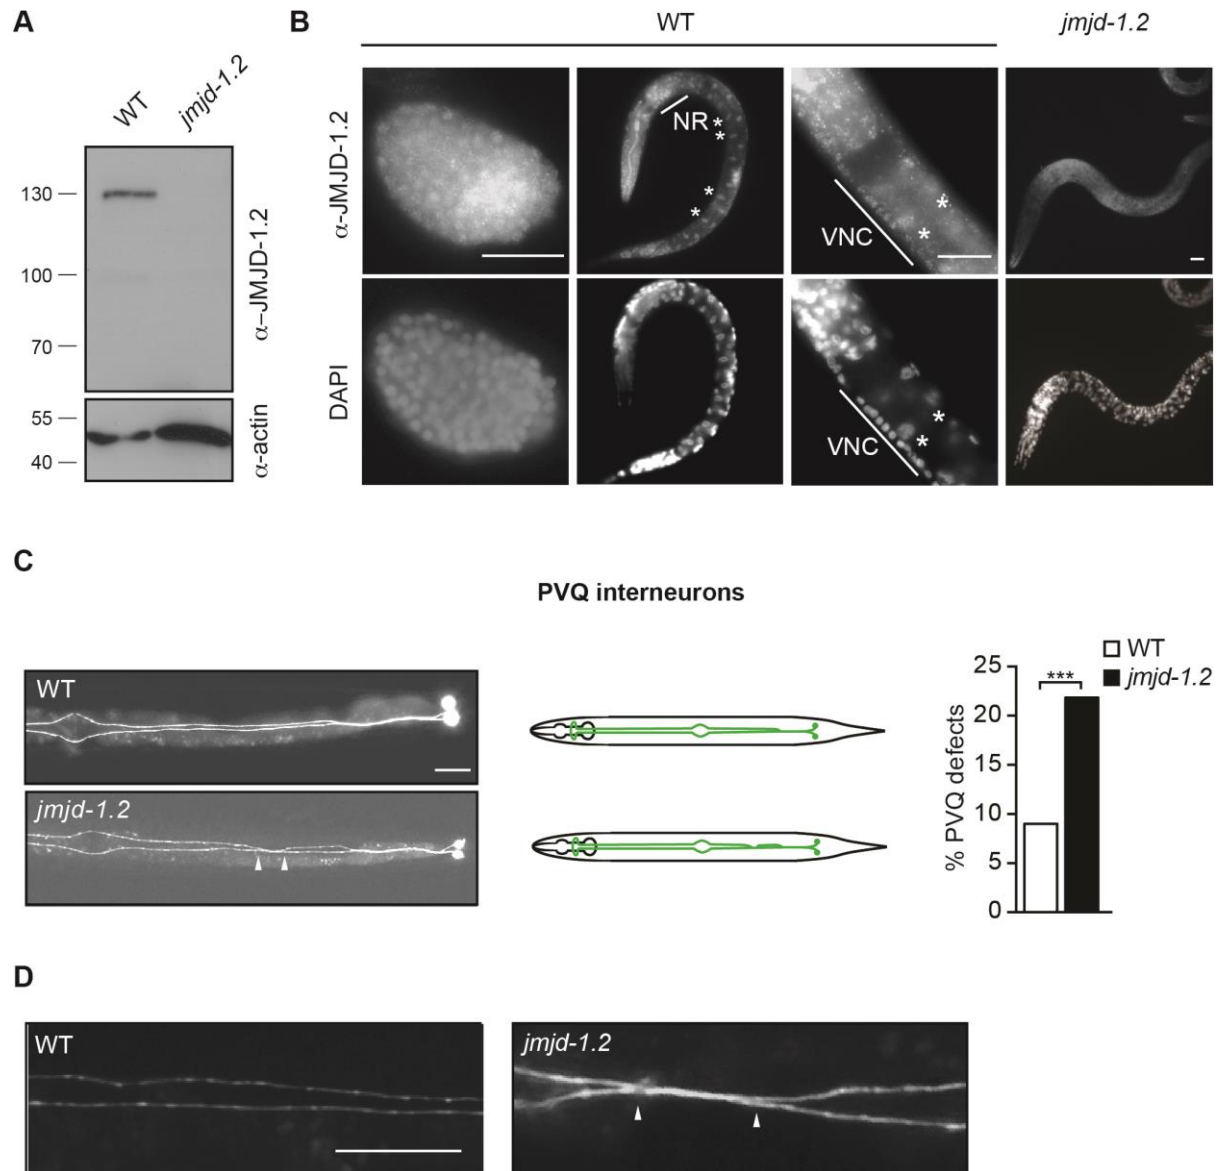 A
WT
jmjd-1.2
130
100
70
α–JMJD-1.2
55
40
α-actin
B
WT
jmjd-1.2
α-JMJD-1.2
NR
*
*
*
*
VNC
*
*
DAPI
VNC
*
*
C
PVQ interneurons
WT
jmjd-1.2
% PVQ defects
25
20
15
10
5
0
***
WT
jmjd-1.2
D
WT
jmjd-1.2